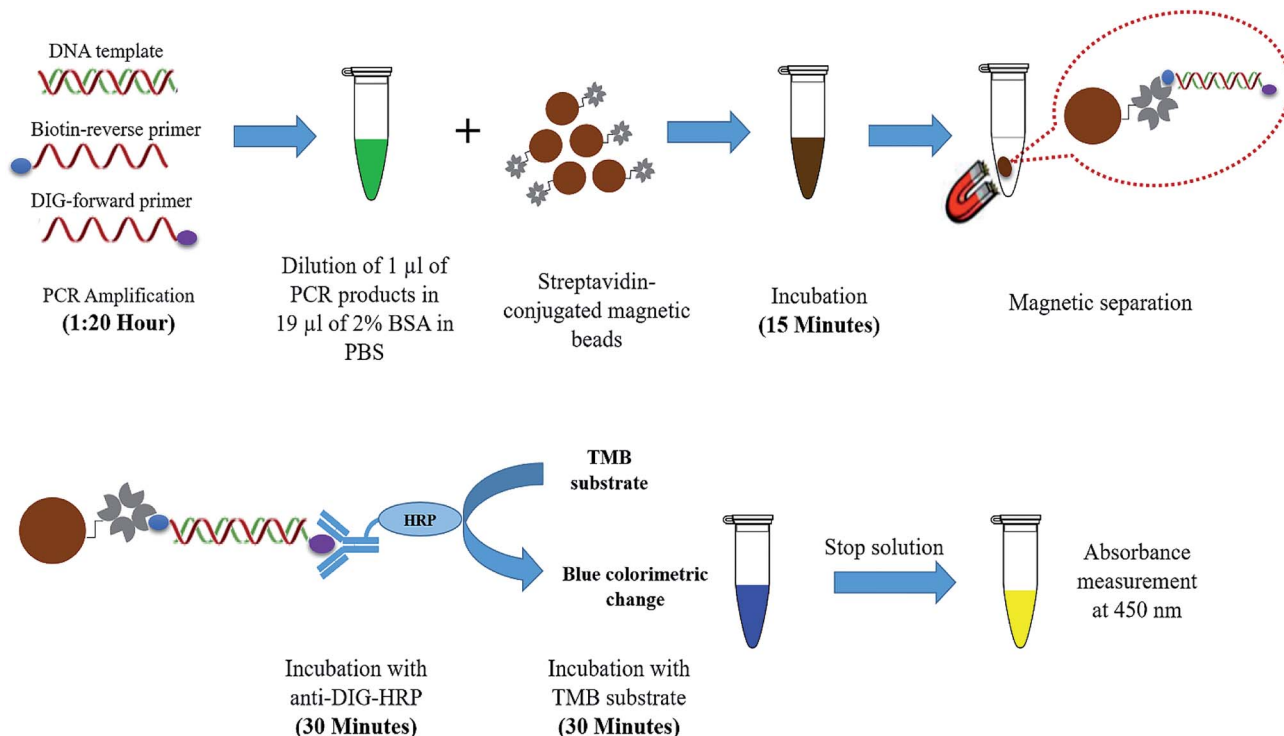 DNA template
Biotin-reverse primer
DIG-forward primer
PCR Amplification
(1:20 Hour)
Dilution of 1 µl of
PCR products in
19 µl of 2% BSA in
PBS
+
Streptavidin-
conjugated magnetic
beads
Incubation
(15 Minutes)
Magnetic separation
HRP
TMB
substrate
Blue colorimetric
change
Stop solution
Absorbance
measurement
at 450 nm
Incubation with
anti-DIG-HRP
(30 Minutes)
Incubation with
TMB substrate
(30 Minutes)